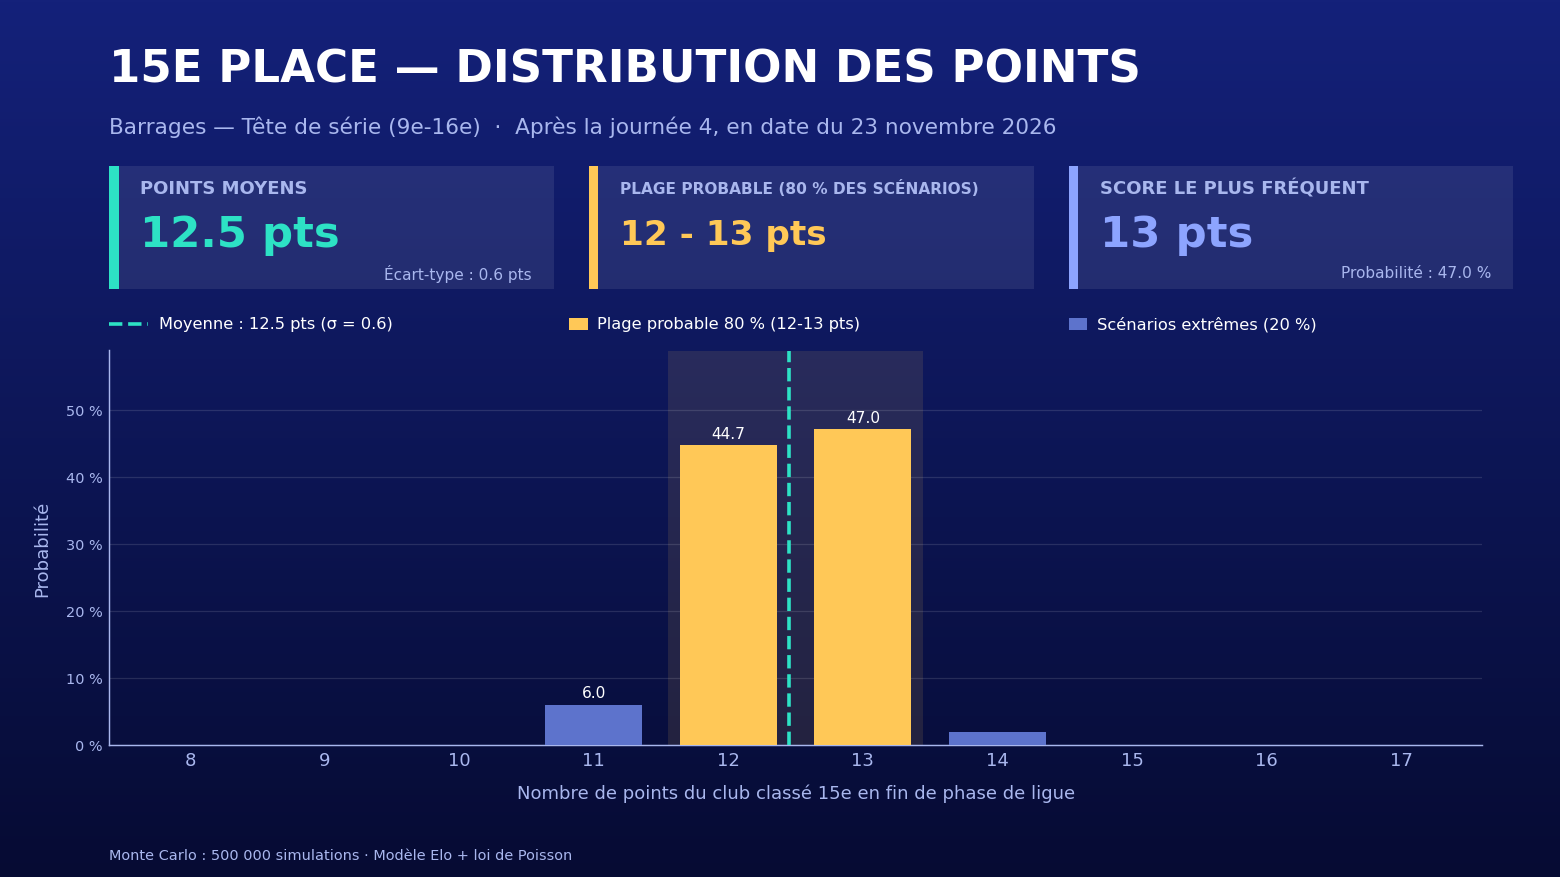 15E PLACE — DISTRIBUTION DES POINTS
Barrages — Tête de série (9e-16e)  ·  Après la journée 4, en date du 23 novembre 2026
POINTS MOYENS
12.5 pts
Écart-type : 0.6 pts
PLAGE PROBABLE (80 % DES SCÉNARIOS)
12 - 13 pts
SCORE LE PLUS FRÉQUENT
13 pts
Probabilité : 47.0 %
Moyenne : 12.5 pts (σ = 0.6)
Plage probable 80 % (12-13 pts)
Scénarios extrêmes (20 %)
Probabilité
50 %
40 %
30 %
20 %
10 %
0 %
6.0
44.7
47.0
8 9 10 11 12 13 14 15 16 17
Nombre de points du club classé 15e en fin de phase de ligue
Monte Carlo : 500 000 simulations · Modèle Elo + loi de Poisson